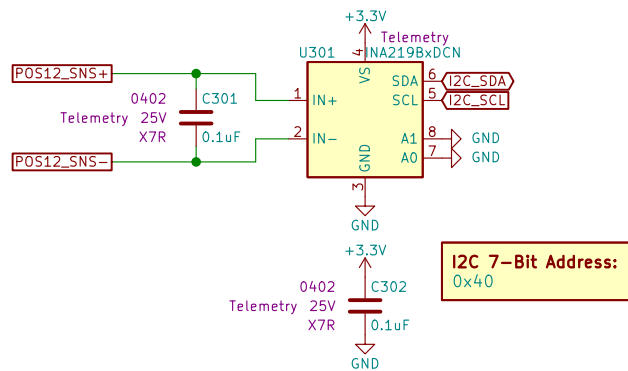 +3.3V
Telemetry
U301
INA219BxDCN
4
VS
POS12_SNS+
SDA
6
I2C_SDA
0402
C301
1
IN+
SCL
5
I2C_SCL
Telemetry
25V
X7R
0.1uF
2
IN-
A1
8
GND
A0
7
GND
POS12_SNS-
GND
3
GND
+3.3V
0402
C302
Telemetry
25V
X7R
0.1uF
GND
I2C 7-Bit Address:
0x40